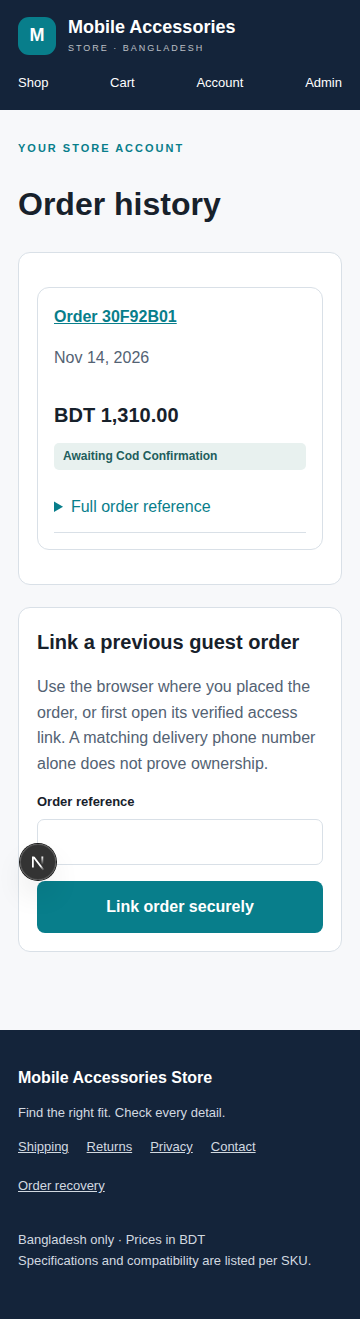 M
Mobile Accessories
STORE · BANGLADESH
Shop Cart Account Admin
YOUR STORE ACCOUNT
Order history
Order 30F92B01
Nov 14, 2026
BDT 1,310.00
Awaiting Cod Confirmation
Full order reference
Link a previous guest order
Use the browser where you placed the
order, or first open its verified access
link. A matching delivery phone number
alone does not prove ownership.
Order reference
N
Link order securely
Mobile Accessories Store
Find the right fit. Check every detail.
Shipping Returns Privacy Contact
Order recovery
Bangladesh only · Prices in BDT
Specifications and compatibility are listed per SKU.